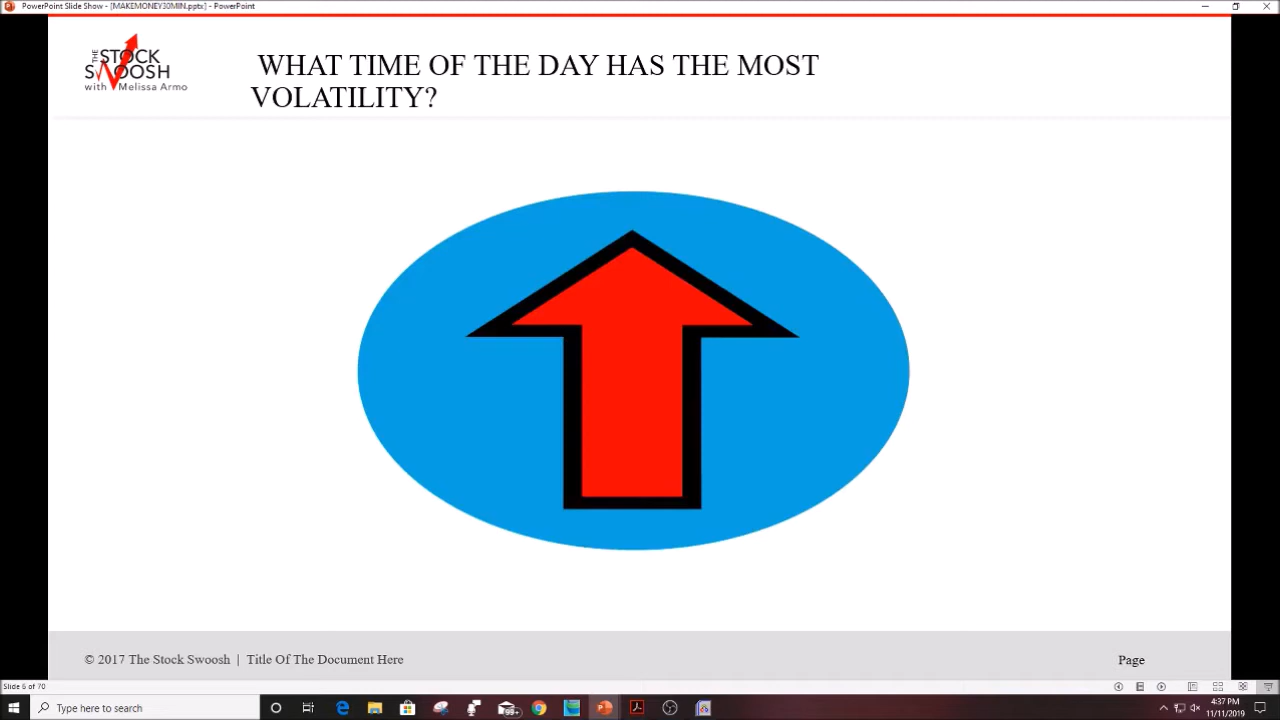 PowerPoint Slide Show - [MAKEMONEY30MIN.pptx] - PowerPoint
THE STOCK
SWOOSH
with Melissa Armo
WHAT TIME OF THE DAY HAS THE MOST
VOLATILITY?
© 2017 The Stock Swoosh | Title Of The Document Here
Page
Slide 6 of 70
Type here to search
99+
4:37 PM
11/11/2019